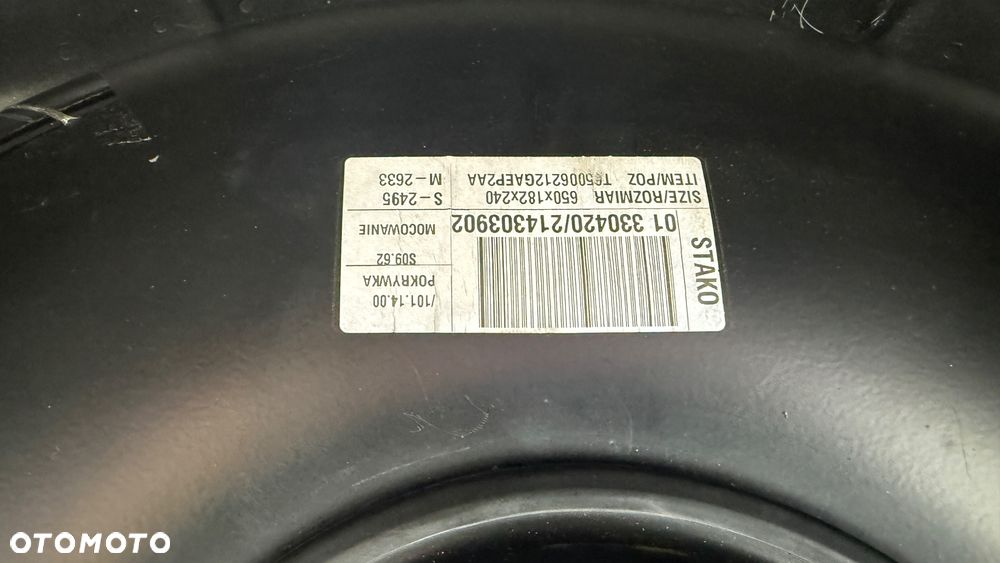 STAKO
01 330420/214303902
SIZE/ROZMIAR 650x182x240
ITEM/POZ T65006212GAEP2AA
/101.14.00
POKRYWKA
S09.62
MOCOWANIE
S-2495
M-2633
OTOMOTO